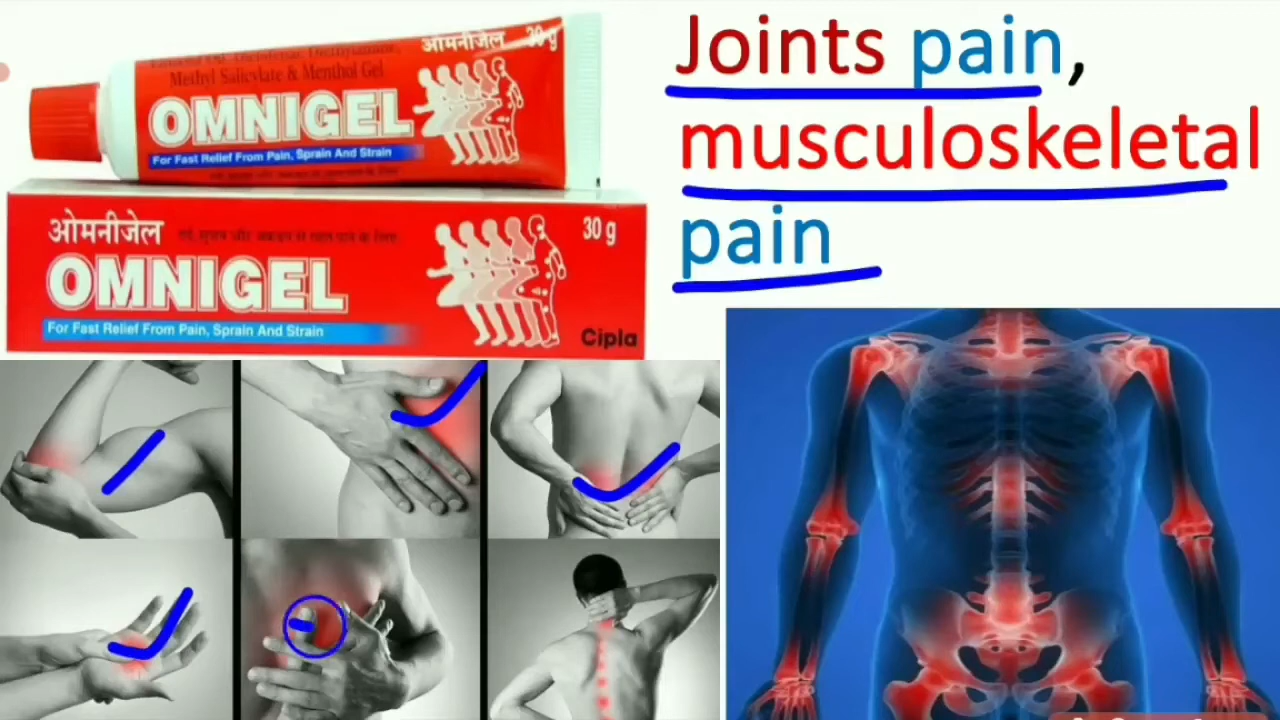 ओमनीजेल 30 g
Methyl Salicylate & Menthol Gel
OMNIGEL
For Fast Relief From Pain, Sprain And Strain
ओमनीजेल
30 g
OMNIGEL
For Fast Relief From Pain, Sprain And Strain
Cipla
Joints pain,
musculoskeletal
pain